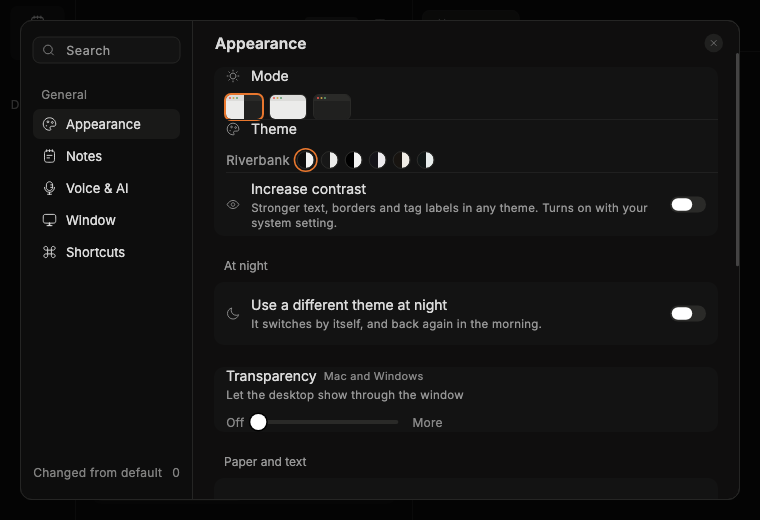 Search
General
Appearance
Notes
Voice & AI
Window
Shortcuts
Changed from default 0
Appearance
Mode
Theme
Riverbank
Increase contrast
Stronger text, borders and tag labels in any theme. Turns on with your
system setting.
At night
Use a different theme at night
It switches by itself, and back again in the morning.
Transparency Mac and Windows
Let the desktop show through the window
Off More
Paper and text